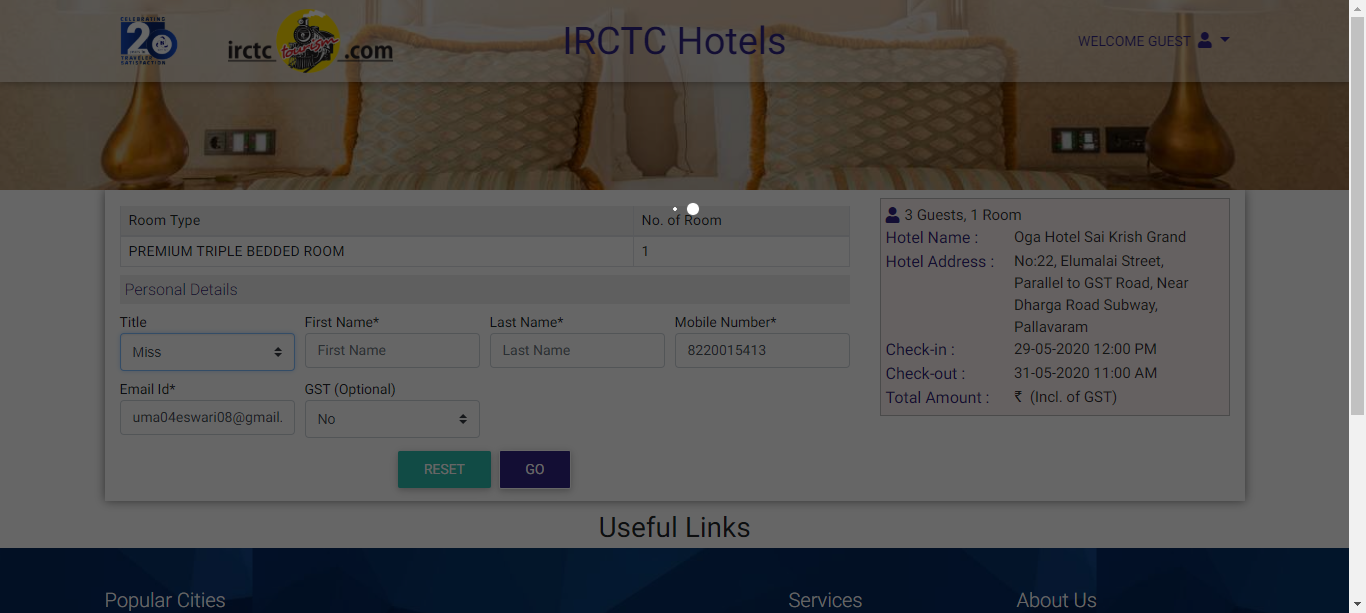 CELEBRATING
20
TRAVELER
SATISFACTION
irctc tourism .com
IRCTC Hotels
WELCOME GUEST
Room Type No. of Room
PREMIUM TRIPLE BEDDED ROOM 1
Personal Details
Title First Name* Last Name* Mobile Number*
Miss First Name Last Name 8220015413
Email Id* GST (Optional)
uma04eswari08@gmail. No
RESET GO
3 Guests, 1 Room
Hotel Name : Oga Hotel Sai Krish Grand
Hotel Address : No:22, Elumalai Street,
Parallel to GST Road, Near
Dharga Road Subway,
Pallavaram
Check-in : 29-05-2020 12:00 PM
Check-out : 31-05-2020 11:00 AM
Total Amount : ₹ (Incl. of GST)
Useful Links
Popular Cities Services About Us